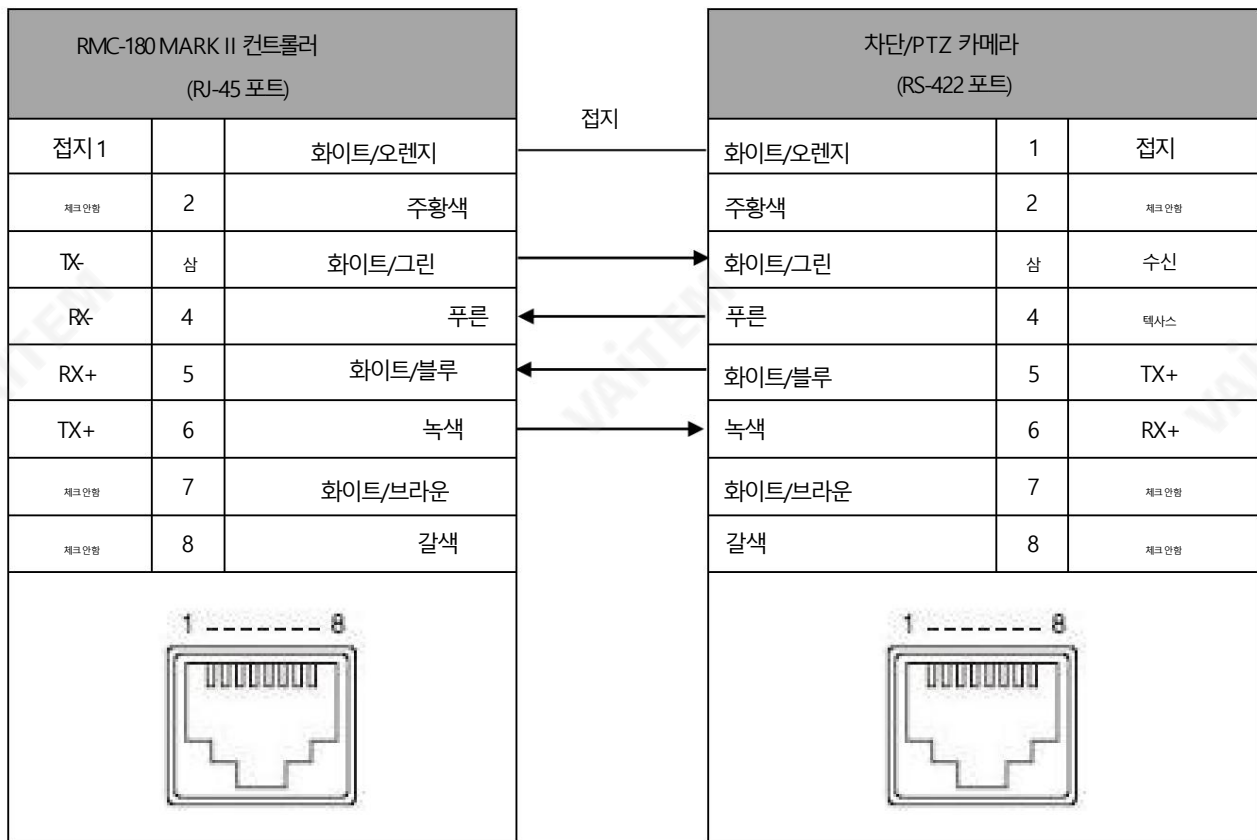 RMC-180 MARK II 컨트롤러
(RJ-45 포트)
접지
차단/PTZ 카메라
(RS-422 포트)
접지 1 화이트/오렌지 화이트/오렌지 1 접지
체크 안함 2 주황색 주황색 2 체크 안함
TX- 삼 화이트/그린 화이트/그린 삼 수신
RX- 4 푸른 푸른 4 텍사스
RX+ 5 화이트/블루 화이트/블루 5 TX+
TX+ 6 녹색 녹색 6 RX+
체크 안함 7 화이트/브라운 화이트/브라운 7 체크 안함
체크 안함 8 갈색 갈색 8 체크 안함
1 ------- 8 1 ------- 8
VAiTEM